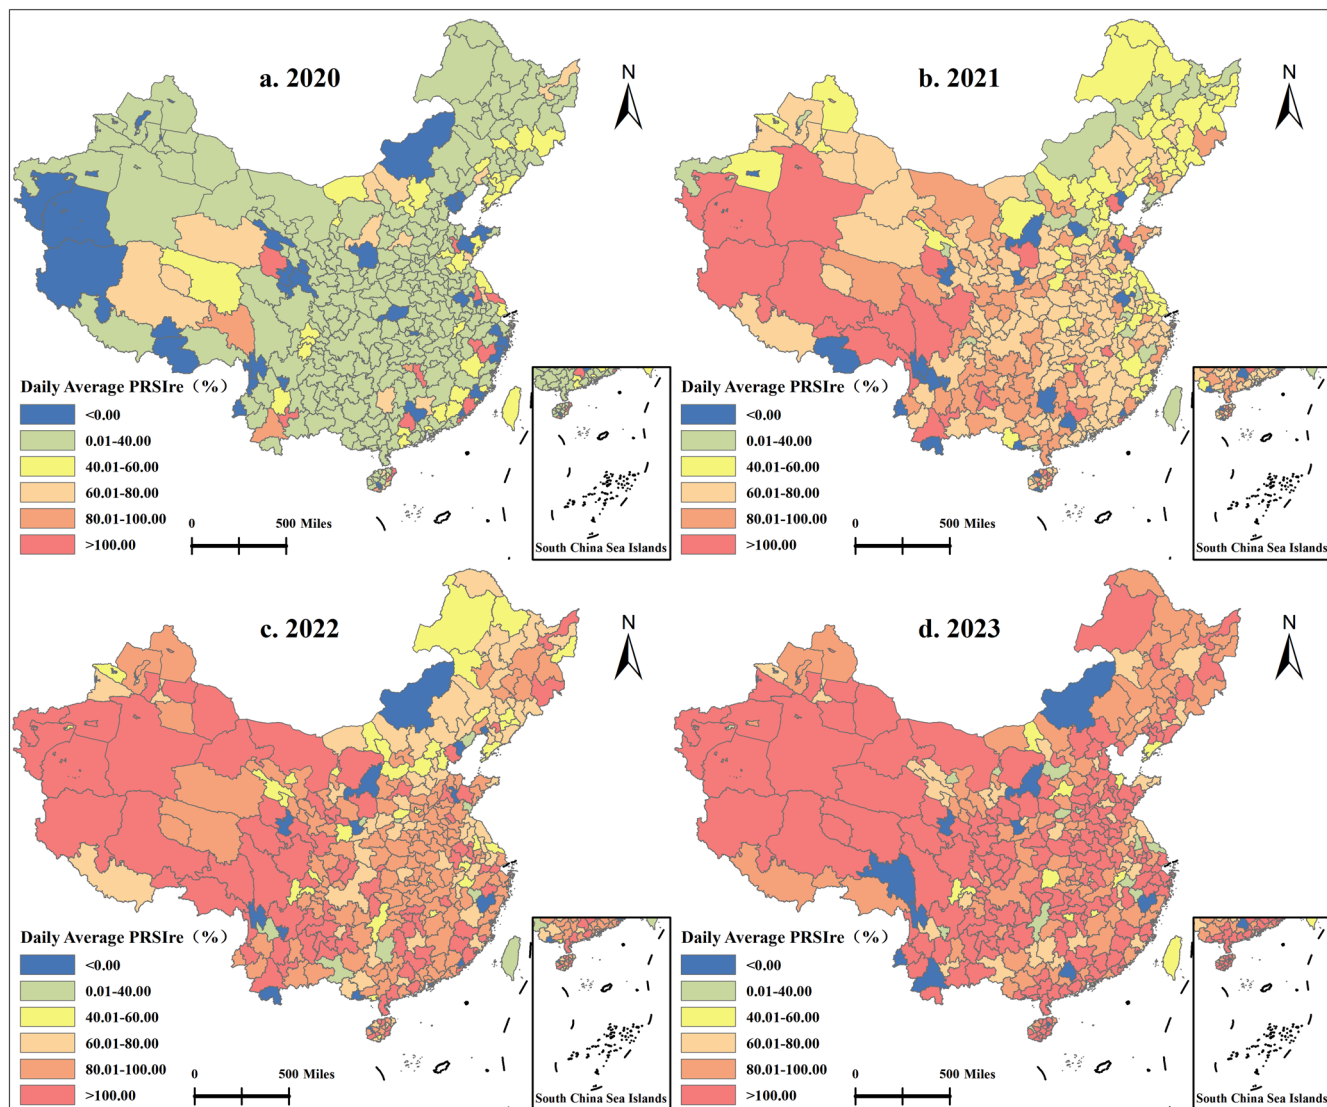 a. 2020
N
Daily Average PRSIre（%）
<0.00
0.01-40.00
40.01-60.00
60.01-80.00
80.01-100.00
>100.00
0 500 Miles
South China Sea Islands
b. 2021
N
Daily Average PRSIre（%）
<0.00
0.01-40.00
40.01-60.00
60.01-80.00
80.01-100.00
>100.00
0 500 Miles
South China Sea Islands
c. 2022
N
Daily Average PRSIre（%）
<0.00
0.01-40.00
40.01-60.00
60.01-80.00
80.01-100.00
>100.00
0 500 Miles
South China Sea Islands
d. 2023
N
Daily Average PRSIre（%）
<0.00
0.01-40.00
40.01-60.00
60.01-80.00
80.01-100.00
>100.00
0 500 Miles
South China Sea Islands